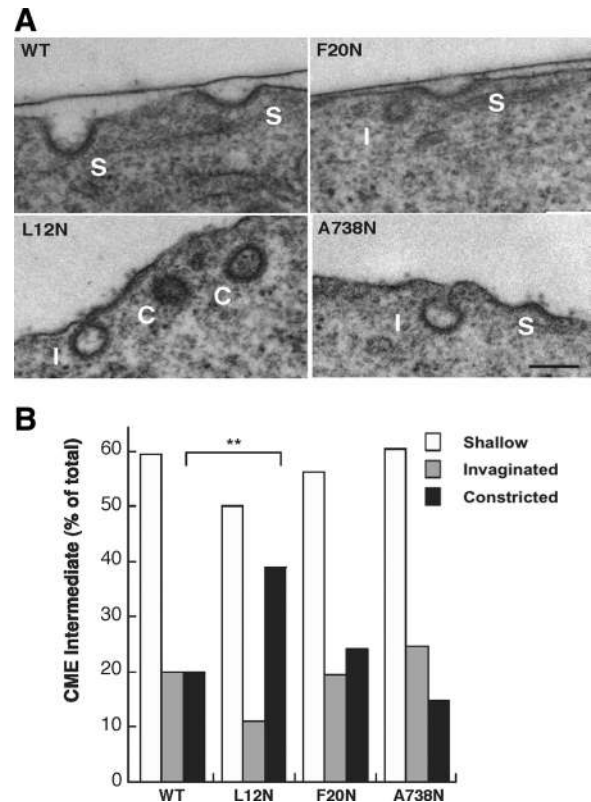 A
WT
F20N
S
S
S
I
L12N
A738N
C
C
I
I
S
B
CME Intermediate (% of total)
60
50
40
30
20
10
0
**
Shallow
Invaginated
Constricted
WT L12N F20N A738N